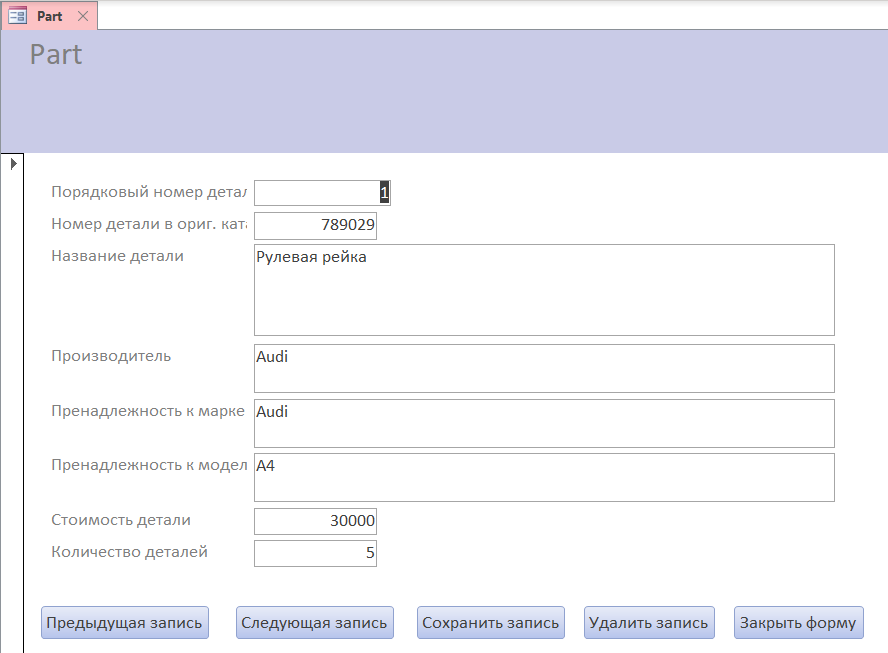 Part
Part
Порядковый номер детал
1
Номер детали в ориг. ката
789029
Название детали
Рулевая рейка
Производитель
Audi
Пренадлежность к марке
Audi
Пренадлежность к модел
A4
Стоимость детали
30000
Количество деталей
5
Предыдущая запись
Следующая запись
Сохранить запись
Удалить запись
Закрыть форму